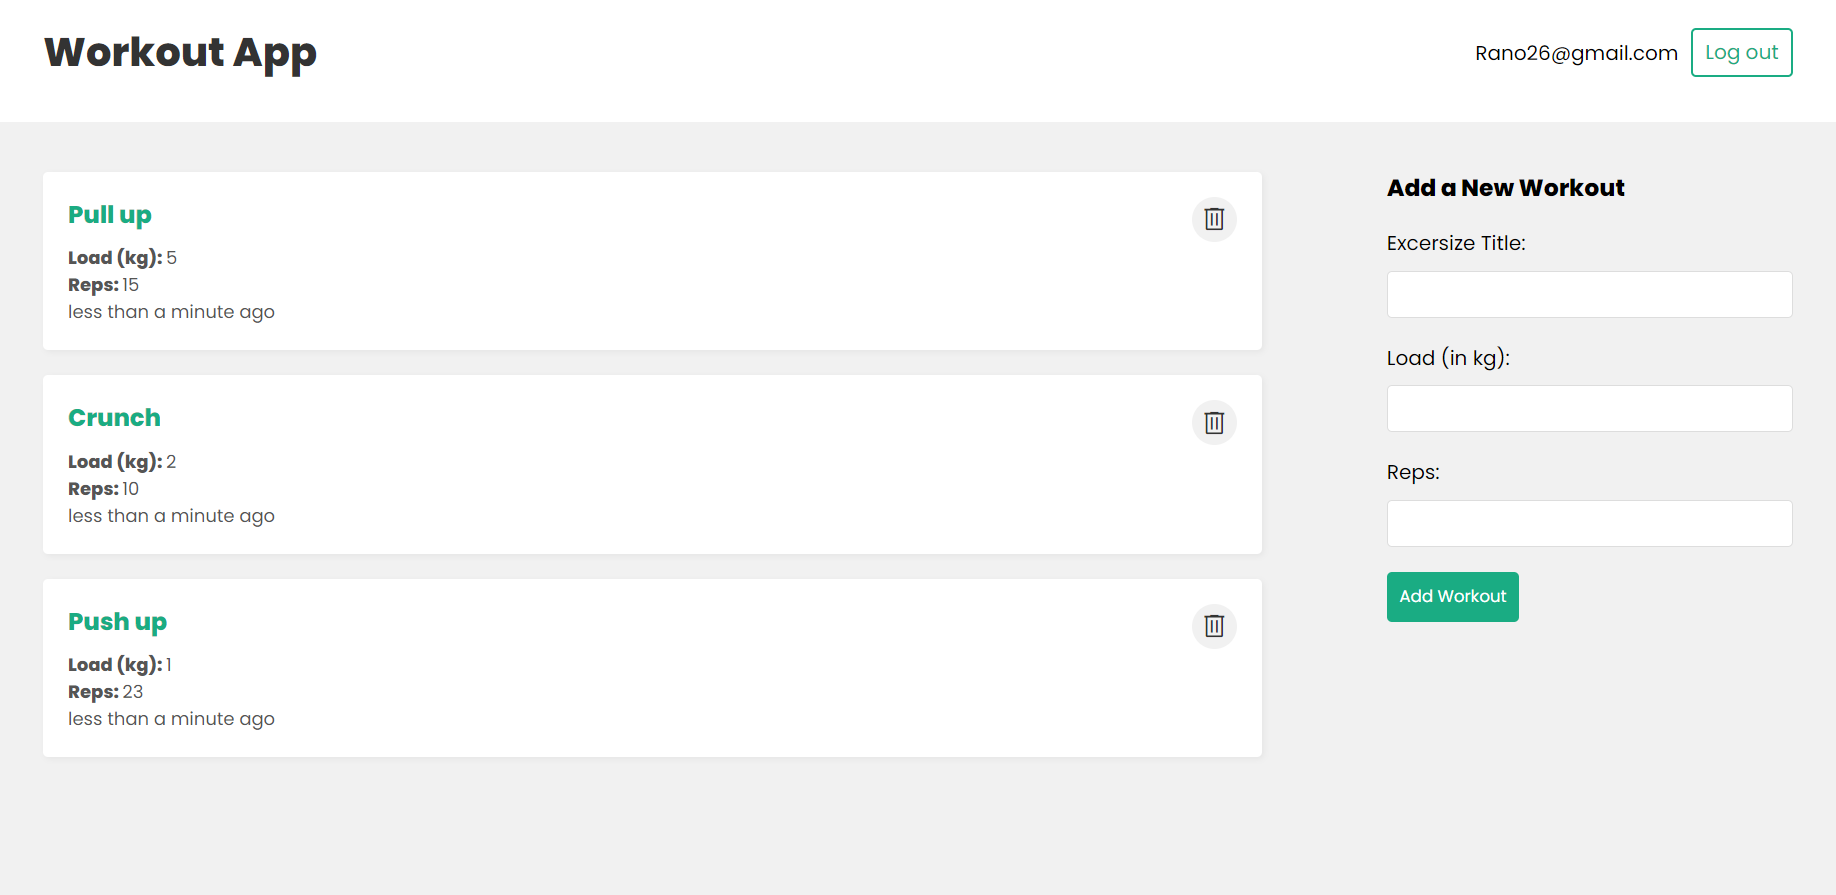 Workout App
Rano26@gmail.com
Log out
Pull up
Load (kg): 5
Reps: 15
less than a minute ago
Crunch
Load (kg): 2
Reps: 10
less than a minute ago
Push up
Load (kg): 1
Reps: 23
less than a minute ago
Add a New Workout
Excersize Title:
Load (in kg):
Reps:
Add Workout